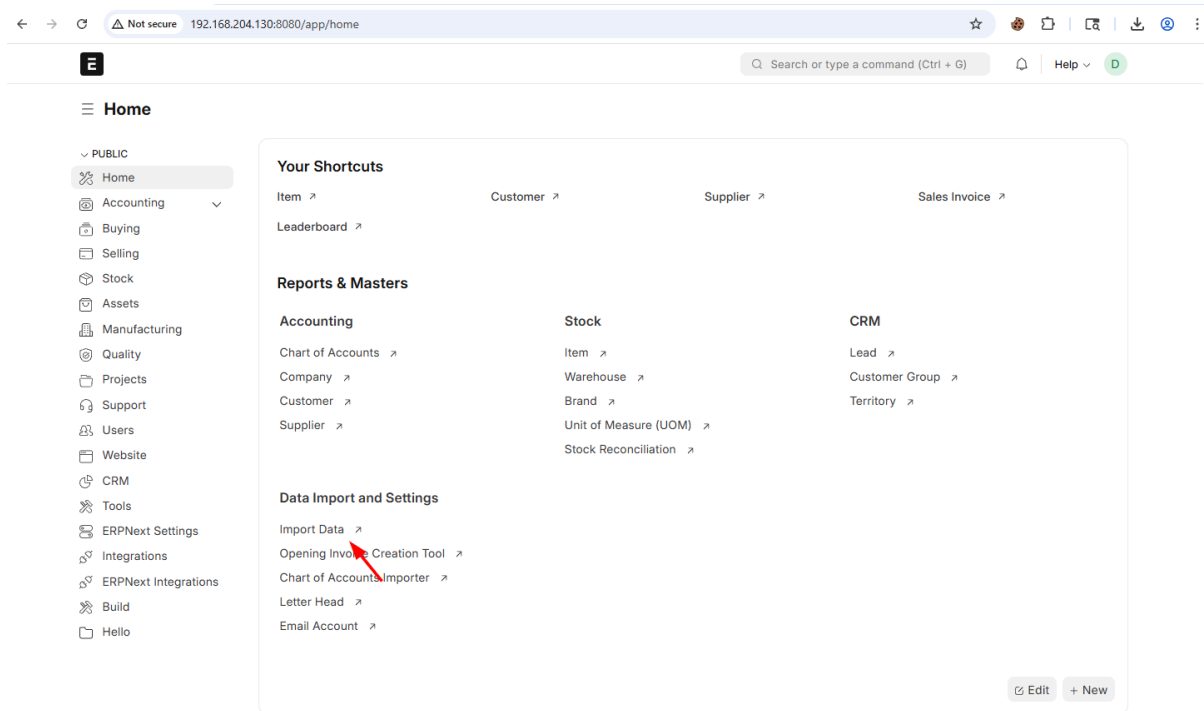 Not secure 192.168.204.130:8080/app/home
E Search or type a command (Ctrl + G) Help D
Home
PUBLIC
Home
Accounting
Buying
Selling
Stock
Assets
Manufacturing
Quality
Projects
Support
Users
Website
CRM
Tools
ERPNext Settings
Integrations
ERPNext Integrations
Build
Hello
Your Shortcuts
Item Customer Supplier Sales Invoice
Leaderboard
Reports & Masters
Accounting
Chart of Accounts
Company
Customer
Supplier
Stock
Item
Warehouse
Brand
Unit of Measure (UOM)
Stock Reconciliation
CRM
Lead
Customer Group
Territory
Data Import and Settings
Import Data
Opening Invoice Creation Tool
Chart of Accounts Importer
Letter Head
Email Account
Edit + New